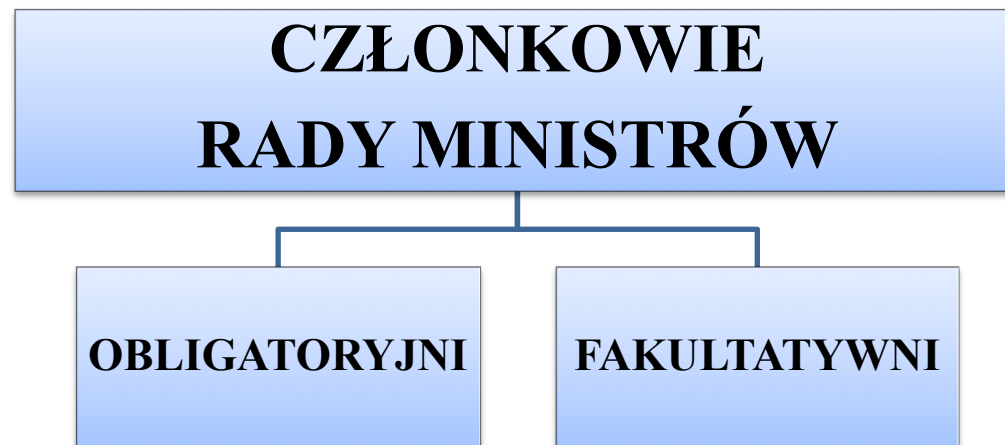 CZŁONKOWIE
RADY MINISTRÓW
OBLIGATORYJNI
FAKULTATYWNI